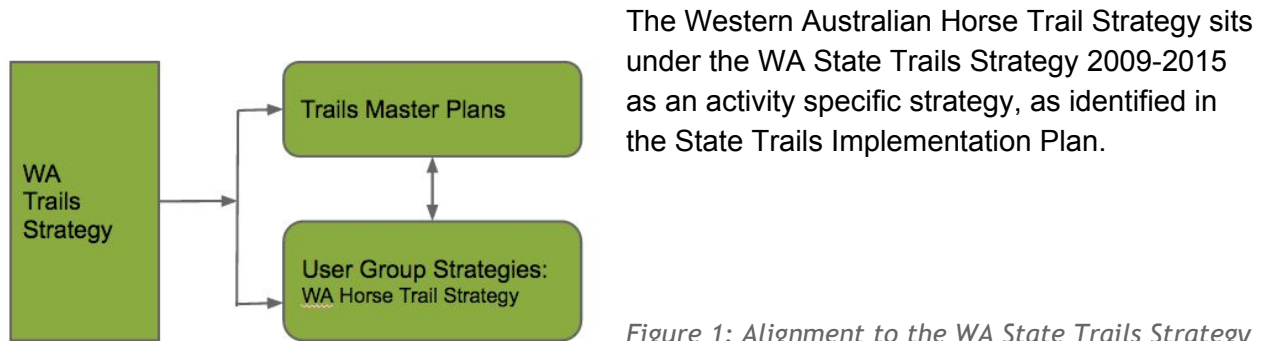 WA
Trails
Strategy
Trails Master Plans
User Group Strategies:
WA Horse Trail Strategy
The Western Australian Horse Trail Strategy sits
under the WA State Trails Strategy 2009-2015
as an activity specific strategy, as identified in
the State Trails Implementation Plan.
Figure 1: Alignment to the WA State Trails Strategy